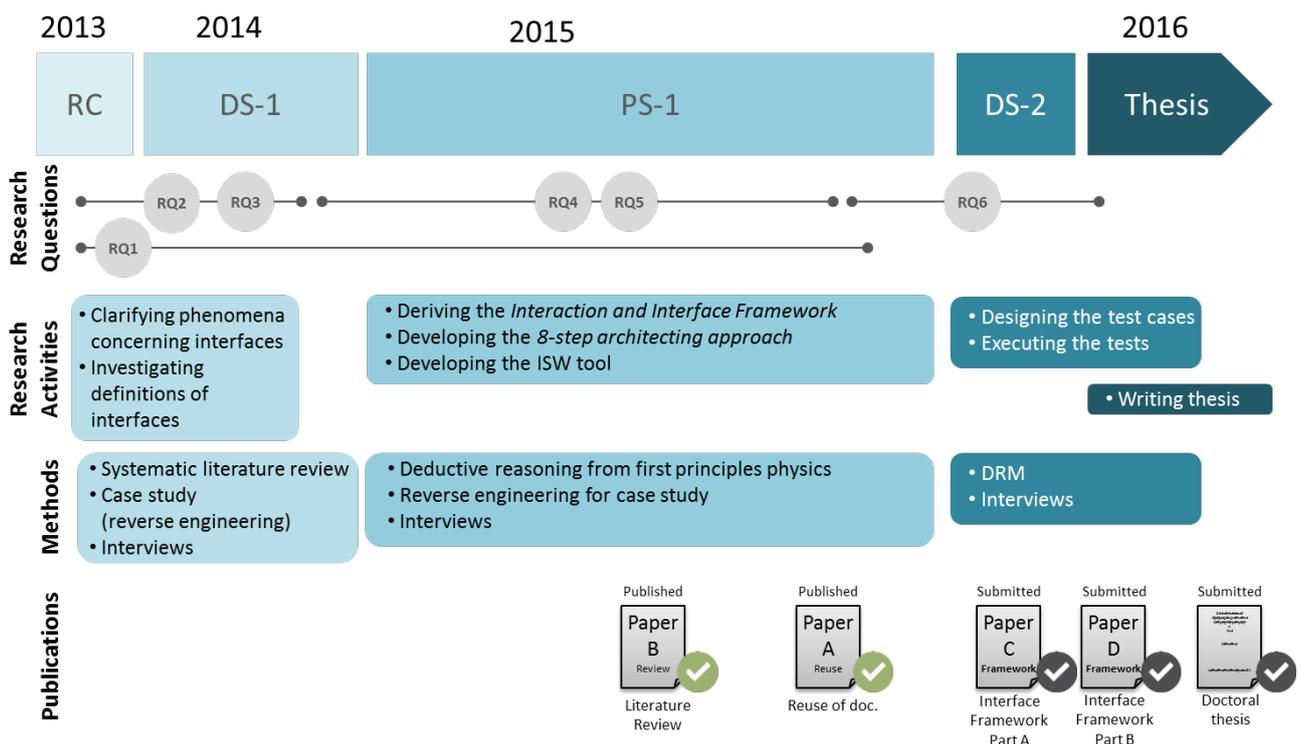 2013
2014
2015
2016
RC
DS-1
PS-1
DS-2
Thesis
Research
Questions
RQ2
RQ3
RQ4
RQ5
RQ6
RQ1
Research
Activities
• Clarifying phenomena
concerning interfaces
• Investigating
definitions of
interfaces
• Deriving the Interaction and Interface Framework
• Developing the 8-step architecting approach
• Developing the ISW tool
• Designing the test cases
• Executing the tests
• Writing thesis
Methods
• Systematic literature review
• Case study
(reverse engineering)
• Interviews
• Deductive reasoning from first principles physics
• Reverse engineering for case study
• Interviews
• DRM
• Interviews
Publications
Published
Paper
B
Review
Literature
Review
Published
Paper
A
Reuse
Reuse of doc.
Submitted
Paper
C
Framework
Interface
Framework
Part A
Submitted
Paper
D
Framework
Interface
Framework
Part B
Submitted
Doctoral
thesis